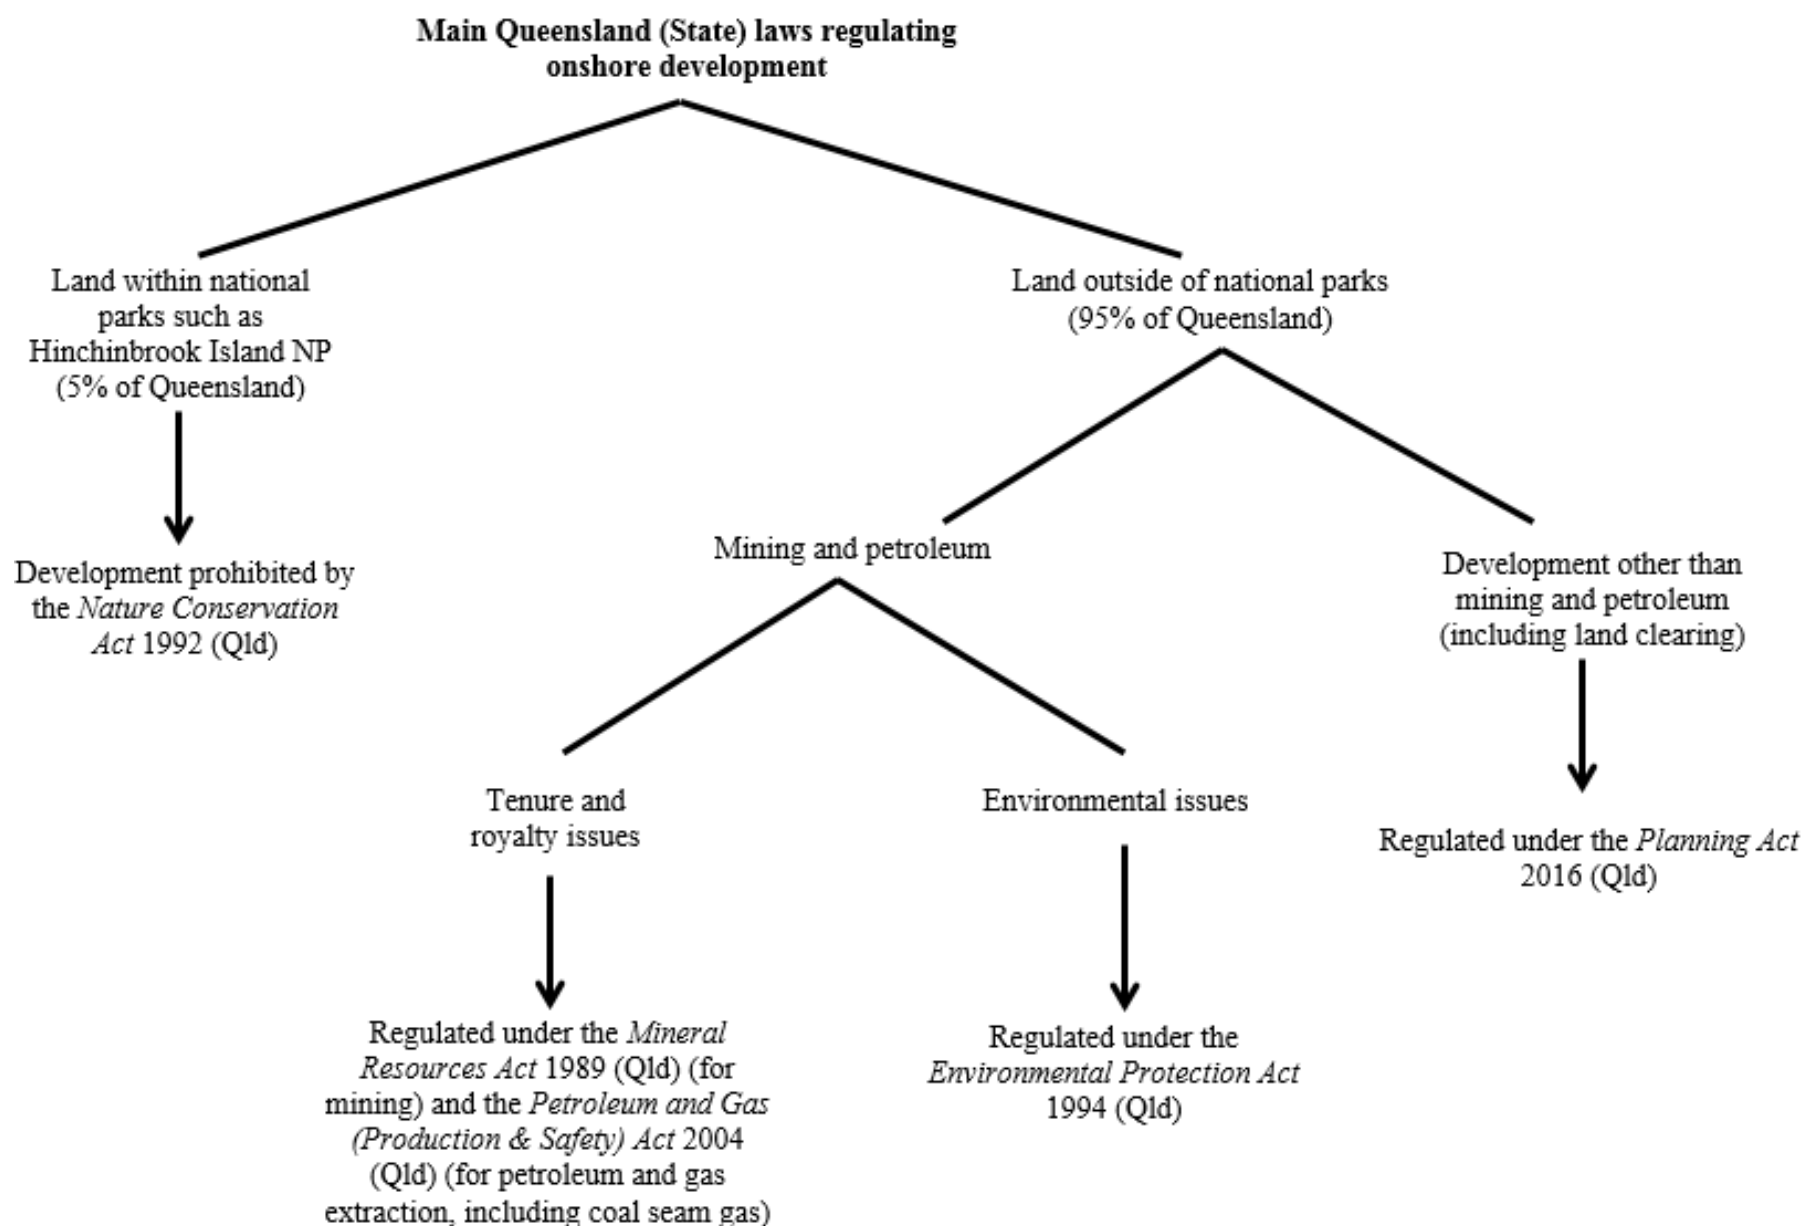 Main Queensland (State) laws regulating
onshore development
Land within national
parks such as
Hinchinbrook Island NP
(5% of Queensland)
Land outside of national parks
(95% of Queensland)
Development prohibited by
the Nature Conservation
Act 1992 (Qld)
Mining and petroleum
Development other than
mining and petroleum
(including land clearing)
Tenure and
royalty issues
Environmental issues
Regulated under the Planning Act
2016 (Qld)
Regulated under the Mineral
Resources Act 1989 (Qld) (for
mining) and the Petroleum and Gas
(Production & Safety) Act 2004
(Qld) (for petroleum and gas
extraction, including coal seam gas)
Regulated under the
Environmental Protection Act
1994 (Qld)